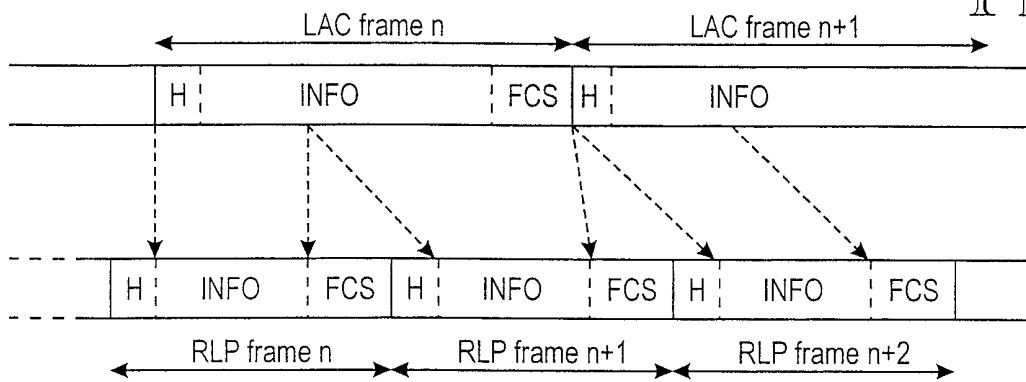 LAC frame n LAC frame n+1
H INFO FCS H INFO
H INFO FCS H INFO FCS H INFO FCS
RLP frame n RLP frame n+1 RLP frame n+2